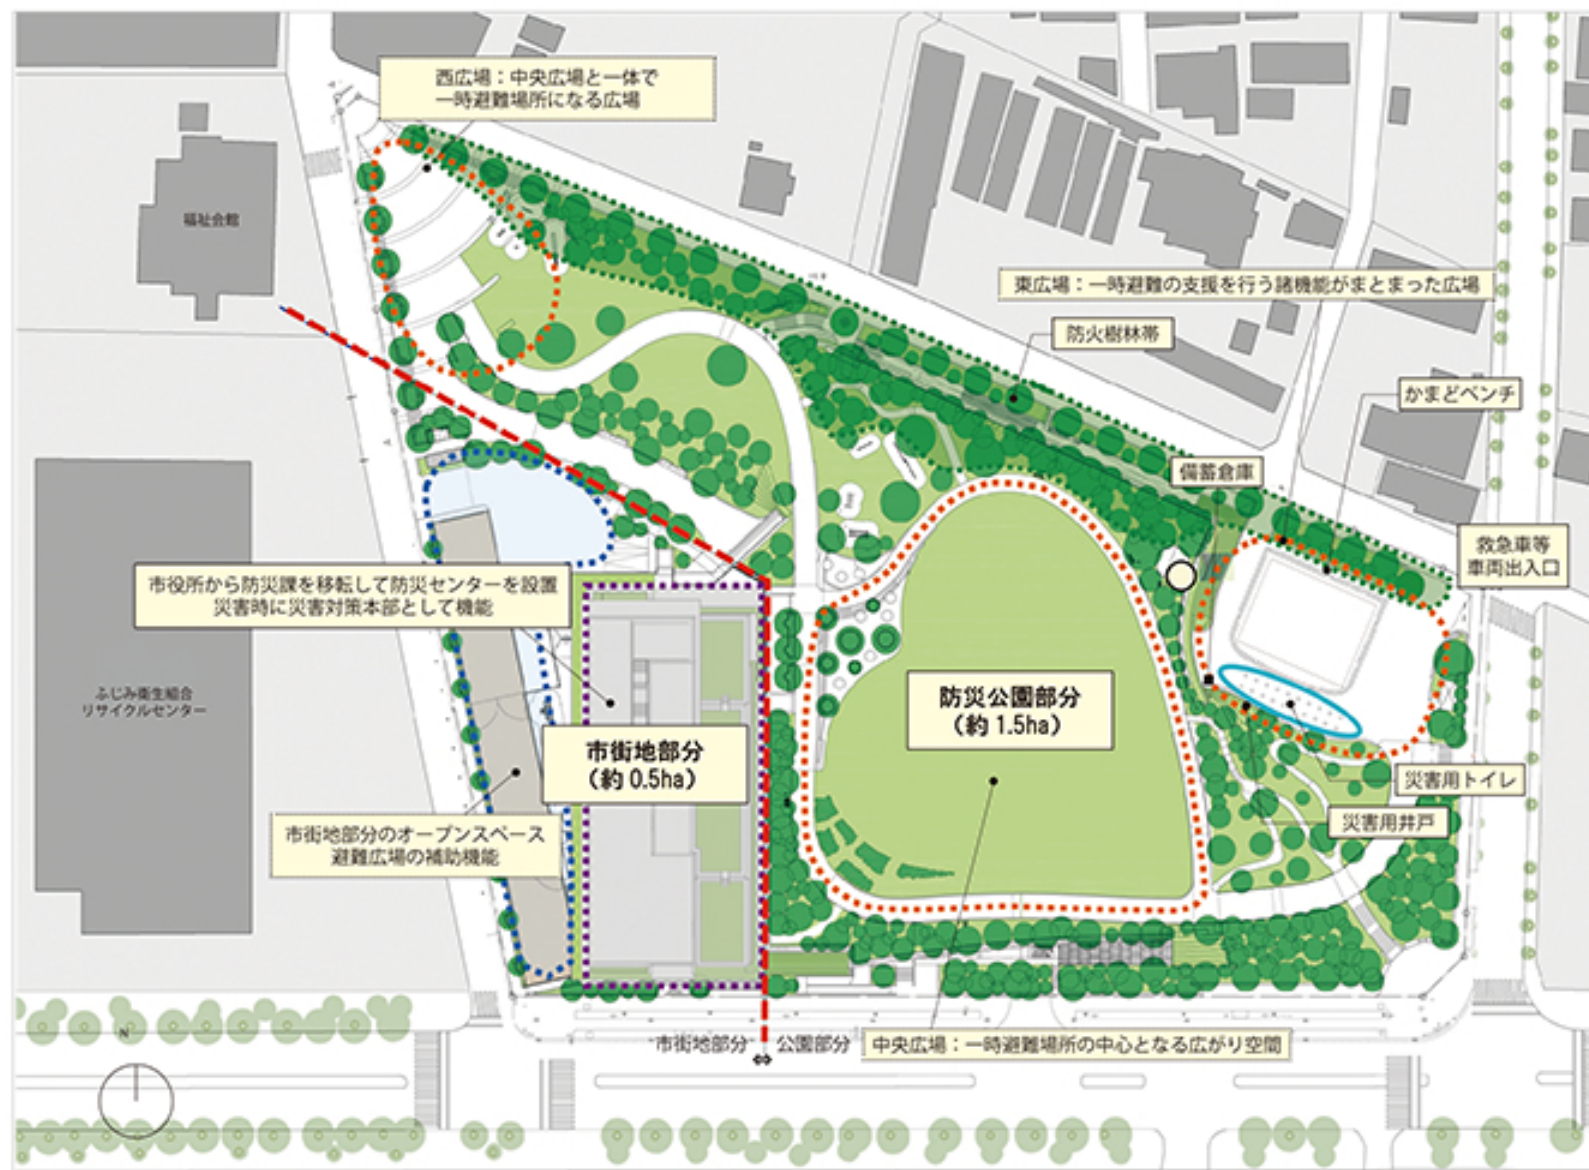 西広場：中央広場と一体で
一時避難場所になる広場
福祉会館
東広場：一時避難の支援を行う諸機能がまとまった広場
防火樹林帯
かまどベンチ
備蓄倉庫
救急車等
車両出入口
市役所から防災課を移転して防災センターを設置
災害時に災害対策本部として機能
ふじみ衛生組合
リサイクルセンター
防災公園部分
（約 1.5ha）
市街地部分
（約 0.5ha）
災害用トイレ
災害用井戸
市街地部分のオープンスペース
避難広場の補助機能
市街地部分
公園部分
中央広場：一時避難場所の中心となる広がり空間
N